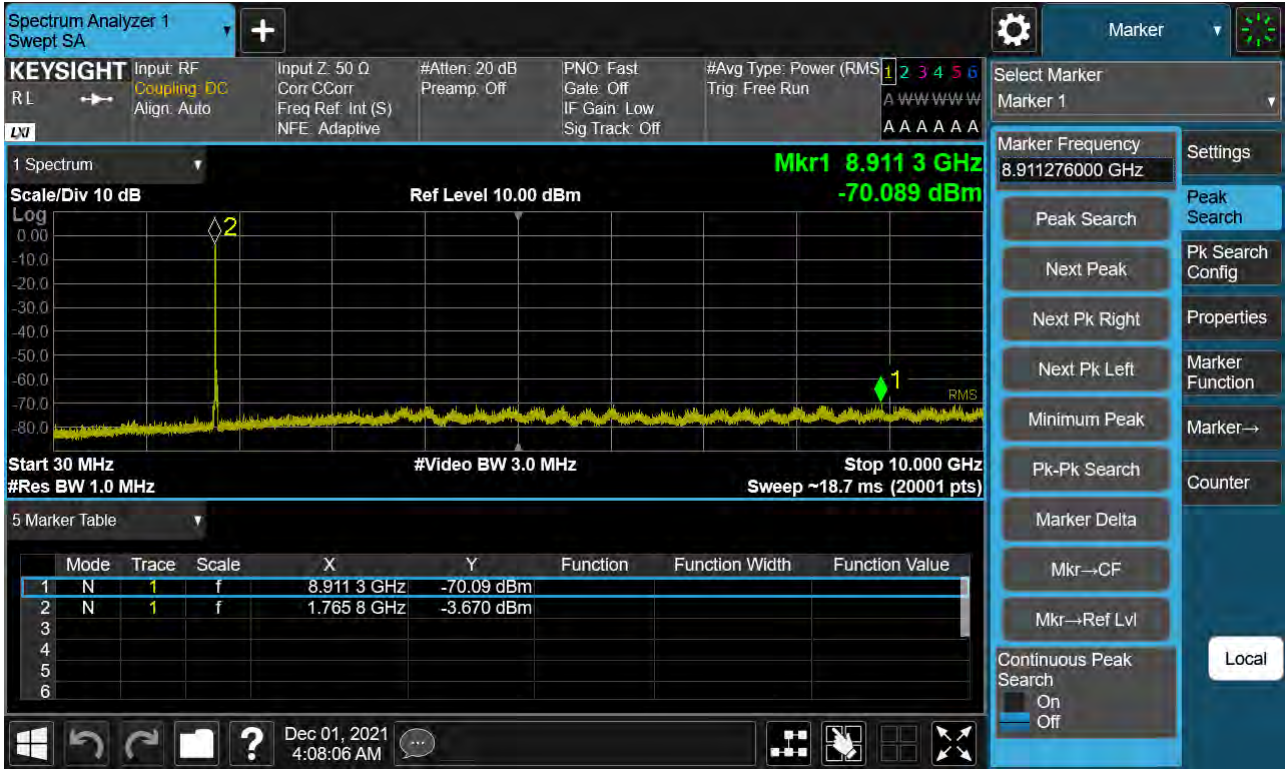 Spectrum Analyzer 1
Swept SA
+
Marker
KEYSIGHT
RL
LXI
Input: RF
Coupling: DC
Align: Auto
Input Z: 50 Ω
Corr CCorr
Freq Ref: Int (S)
NFE: Adaptive
#Atten: 20 dB
Preamp: Off
PNO: Fast
Gate: Off
IF Gain: Low
Sig Track: Off
#Avg Type: Power (RMS
Trig: Free Run
1 2 3 4 5 6
A W W W W W
A A A A A A
Select Marker
Marker 1
1 Spectrum
Scale/Div 10 dB
Log
Ref Level 10.00 dBm
Mkr1 8.911 3 GHz
-70.089 dBm
2
0.00
-10.0
-20.0
-30.0
-40.0
-50.0
-60.0
-70.0
-80.0
1
RMS
Start 30 MHz
#Res BW 1.0 MHz
#Video BW 3.0 MHz
Stop 10.000 GHz
Sweep ~18.7 ms (20001 pts)
5 Marker Table
Mode Trace Scale X Y Function Function Width Function Value
1 N 1 f 8.911 3 GHz -70.09 dBm
2 N 1 f 1.765 8 GHz -3.670 dBm
3
4
5
6
Marker Frequency
8.911276000 GHz
Peak Search
Next Peak
Next Pk Right
Next Pk Left
Minimum Peak
Pk-Pk Search
Marker Delta
Mkr→CF
Mkr→Ref Lvl
Continuous Peak
Search
On
Off
Settings
Peak
Search
Pk Search
Config
Properties
Marker
Function
Marker→
Counter
Local
?
Dec 01, 2021
4:08:06 AM